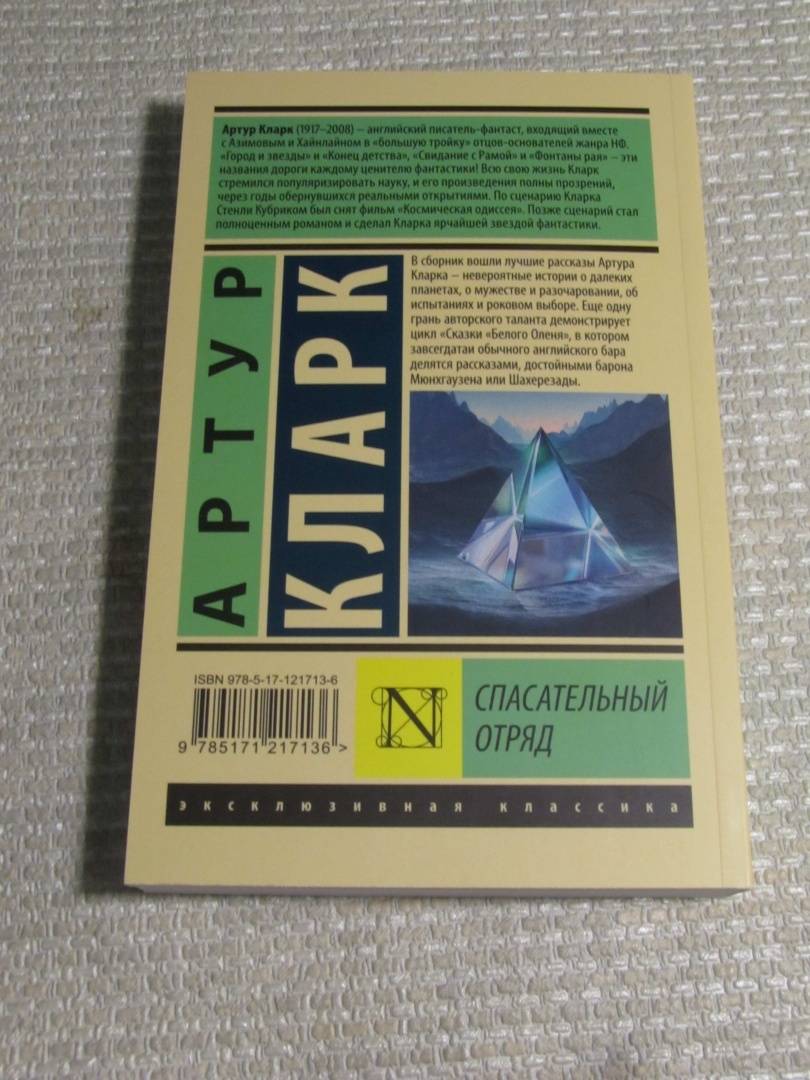 Артур Кларк (1917–2008) – английский писатель-фантаст, входящий вместе
с Азимовым и Хайнлайном в «большую тройку» отцов-основателей жанра НФ.
«Город и звезды» и «Конец детства», «Свидание с Рамой» и «Фонтаны рая» – эти
названия дороги каждому ценителю фантастики! Всю свою жизнь Кларк
стремился популяризировать науку, и его произведения полны прозрений,
через годы обернувшихся реальными открытиями. По сценарию Кларка
Стенли Кубриком был снят фильм «Космическая одиссея». Позже сценарий стал
полноценным романом и сделал Кларка ярчайшей звездой фантастики.
АРТУР
КЛАРК
В сборник вошли лучшие рассказы Артура
Кларка – невероятные истории о далеких
планетах, о мужестве и разочаровании, об
испытаниях и роковом выборе. Еще одну
грань авторского таланта демонстрирует
цикл «Сказки «Белого Оленя», в котором
завсегдатаи обычного английского бара
делятся рассказами, достойными барона
Мюнхгаузена или Шахерезады.
ISBN 978-5-17-121713-6
9 785171 217136 >
N
СПАСАТЕЛЬНЫЙ
ОТРЯД
эксклюзивная классика